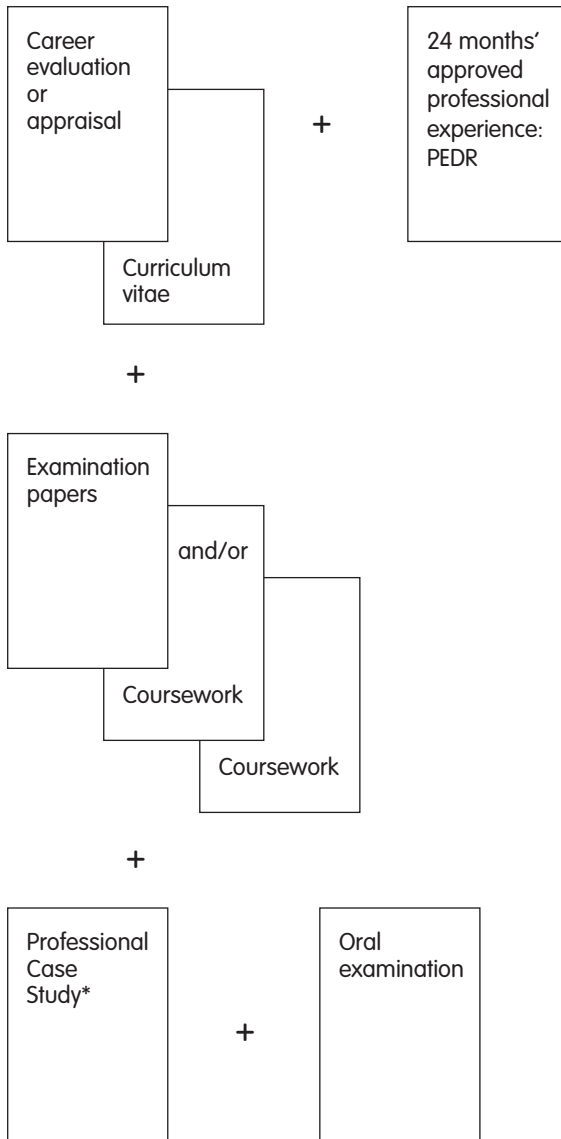 Career
evaluation
or
appraisal
+
24 months’
approved
professional
experience:
PEDR
Curriculum
vitae
+
Examination
papers
and/or
Coursework
Coursework
+
Professional
Case
Study*
+
Oral
examination